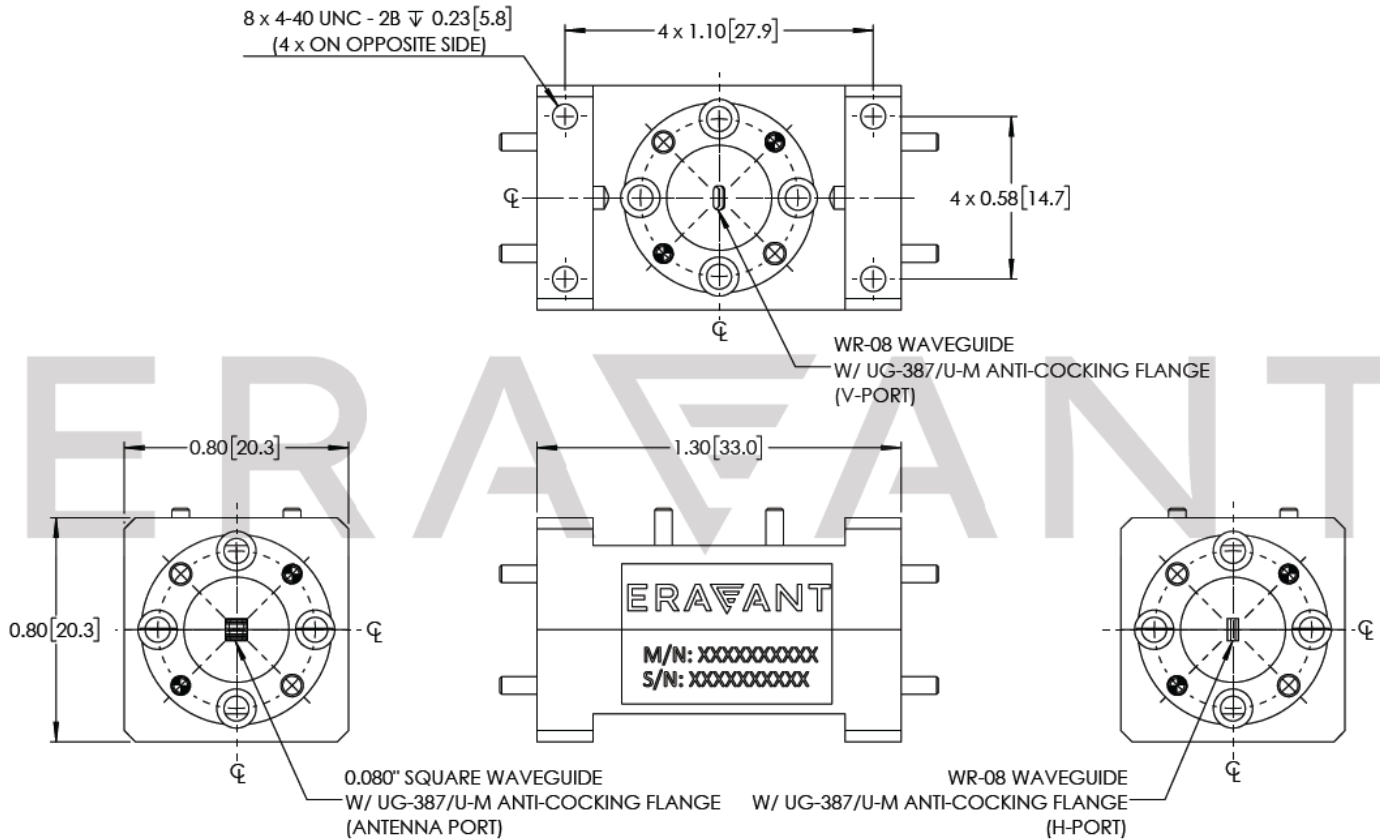 8 x 4-40 UNC - 2B ↧ 0.23[5.8]
(4 x ON OPPOSITE SIDE)
4 x 1.10[27.9]
4 x 0.58[14.7]
℄
℄
WR-08 WAVEGUIDE
W/ UG-387/U-M ANTI-COCKING FLANGE
(V-PORT)
ERAVANT
0.80[20.3]
1.30[33.0]
0.80[20.3]
℄
℄
ERAVANT
M/N: XXXXXXXXXX
S/N: XXXXXXXXXX
℄
℄
0.080" SQUARE WAVEGUIDE
W/ UG-387/U-M ANTI-COCKING FLANGE
(ANTENNA PORT)
WR-08 WAVEGUIDE
W/ UG-387/U-M ANTI-COCKING FLANGE
(H-PORT)